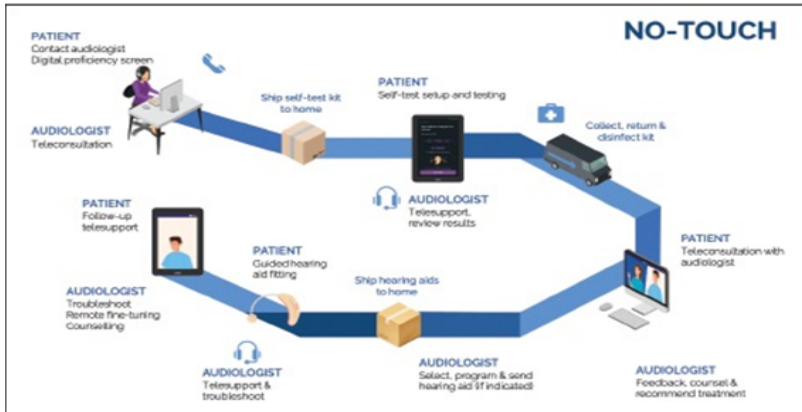 NO-TOUCH
PATIENT
Contact audiologist
Digital proficiency screen
AUDIOLOGIST
Teleconsultation
Ship self-test kit
to home
PATIENT
Self-test setup and testing
AUDIOLOGIST
Telesupport,
review results
Collect, return &
disinfect kit
PATIENT
Teleconsultation with
audiologist
AUDIOLOGIST
Feedback, counsel &
recommend treatment
Ship hearing aids
to home
AUDIOLOGIST
Select, program & send
hearing aid (if indicated)
PATIENT
Guided hearing
aid fitting
AUDIOLOGIST
Telesupport &
troubleshoot
PATIENT
Follow-up
telesupport
AUDIOLOGIST
Troubleshoot
Remote fine-tuning
Counselling